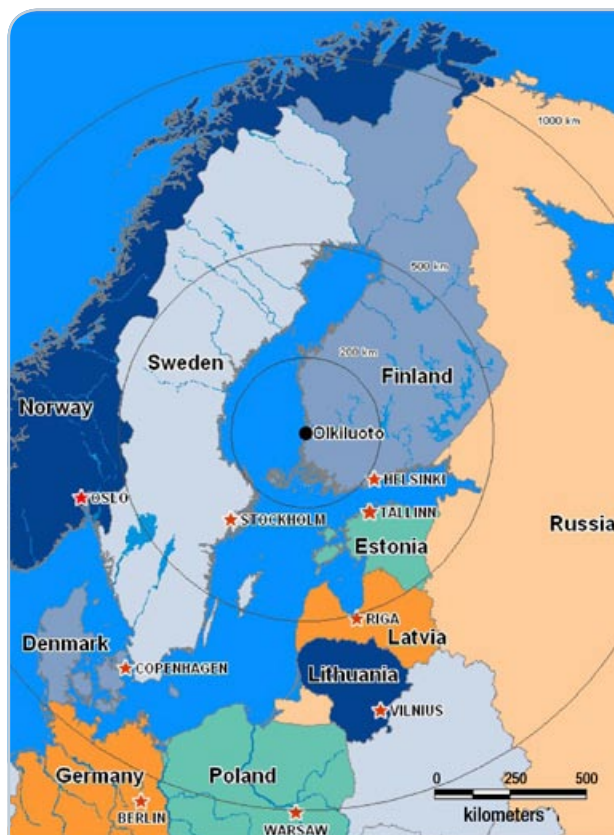 1000 km
500 km
200 km
Sweden
Finland
Norway
Olkiluoto
HELSINKI
OSLO
TALLINN
STOCKHOLM
Russia
Estonia
RIGA
Latvia
Denmark
COPENHAGEN
Lithuania
VILNIUS
Germany
Poland
0 250 500
kilometers
BERLIN
WARSAW